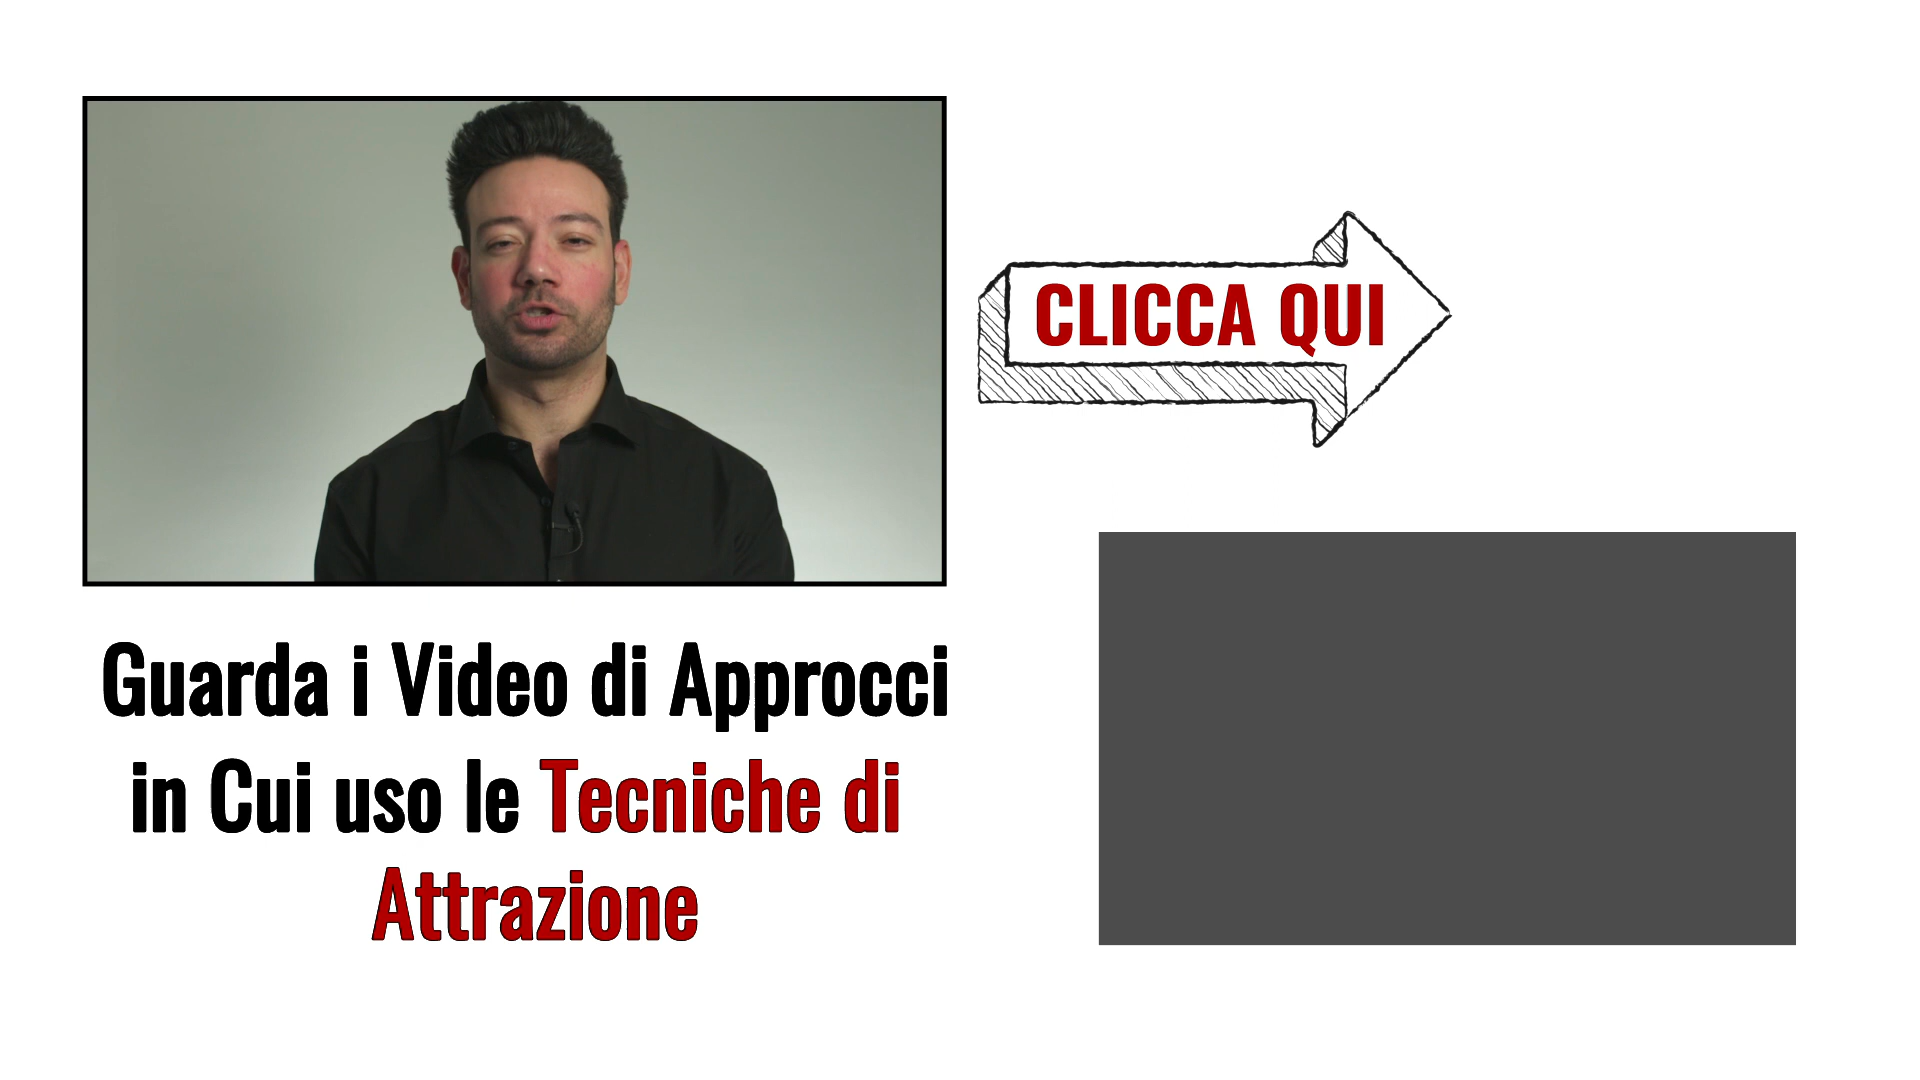 CLICCA QUI
Guarda i Video di Approcci
in Cui uso le Tecniche di
Attrazione